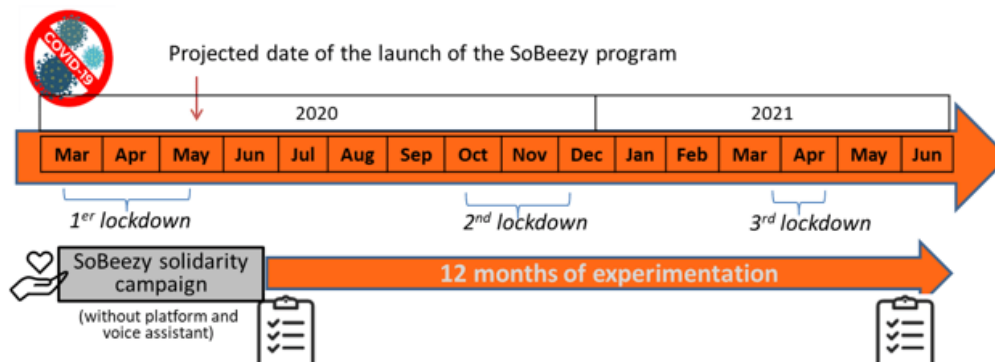 COVID-19
Projected date of the launch of the SoBeezy program
2020 2021
Mar Apr May Jun Jul Aug Sep Oct Nov Dec Jan Feb Mar Apr May Jun
1er lockdown 2nd lockdown 3rd lockdown
SoBeezy solidarity
campaign
12 months of experimentation
(without platform and
voice assistant)